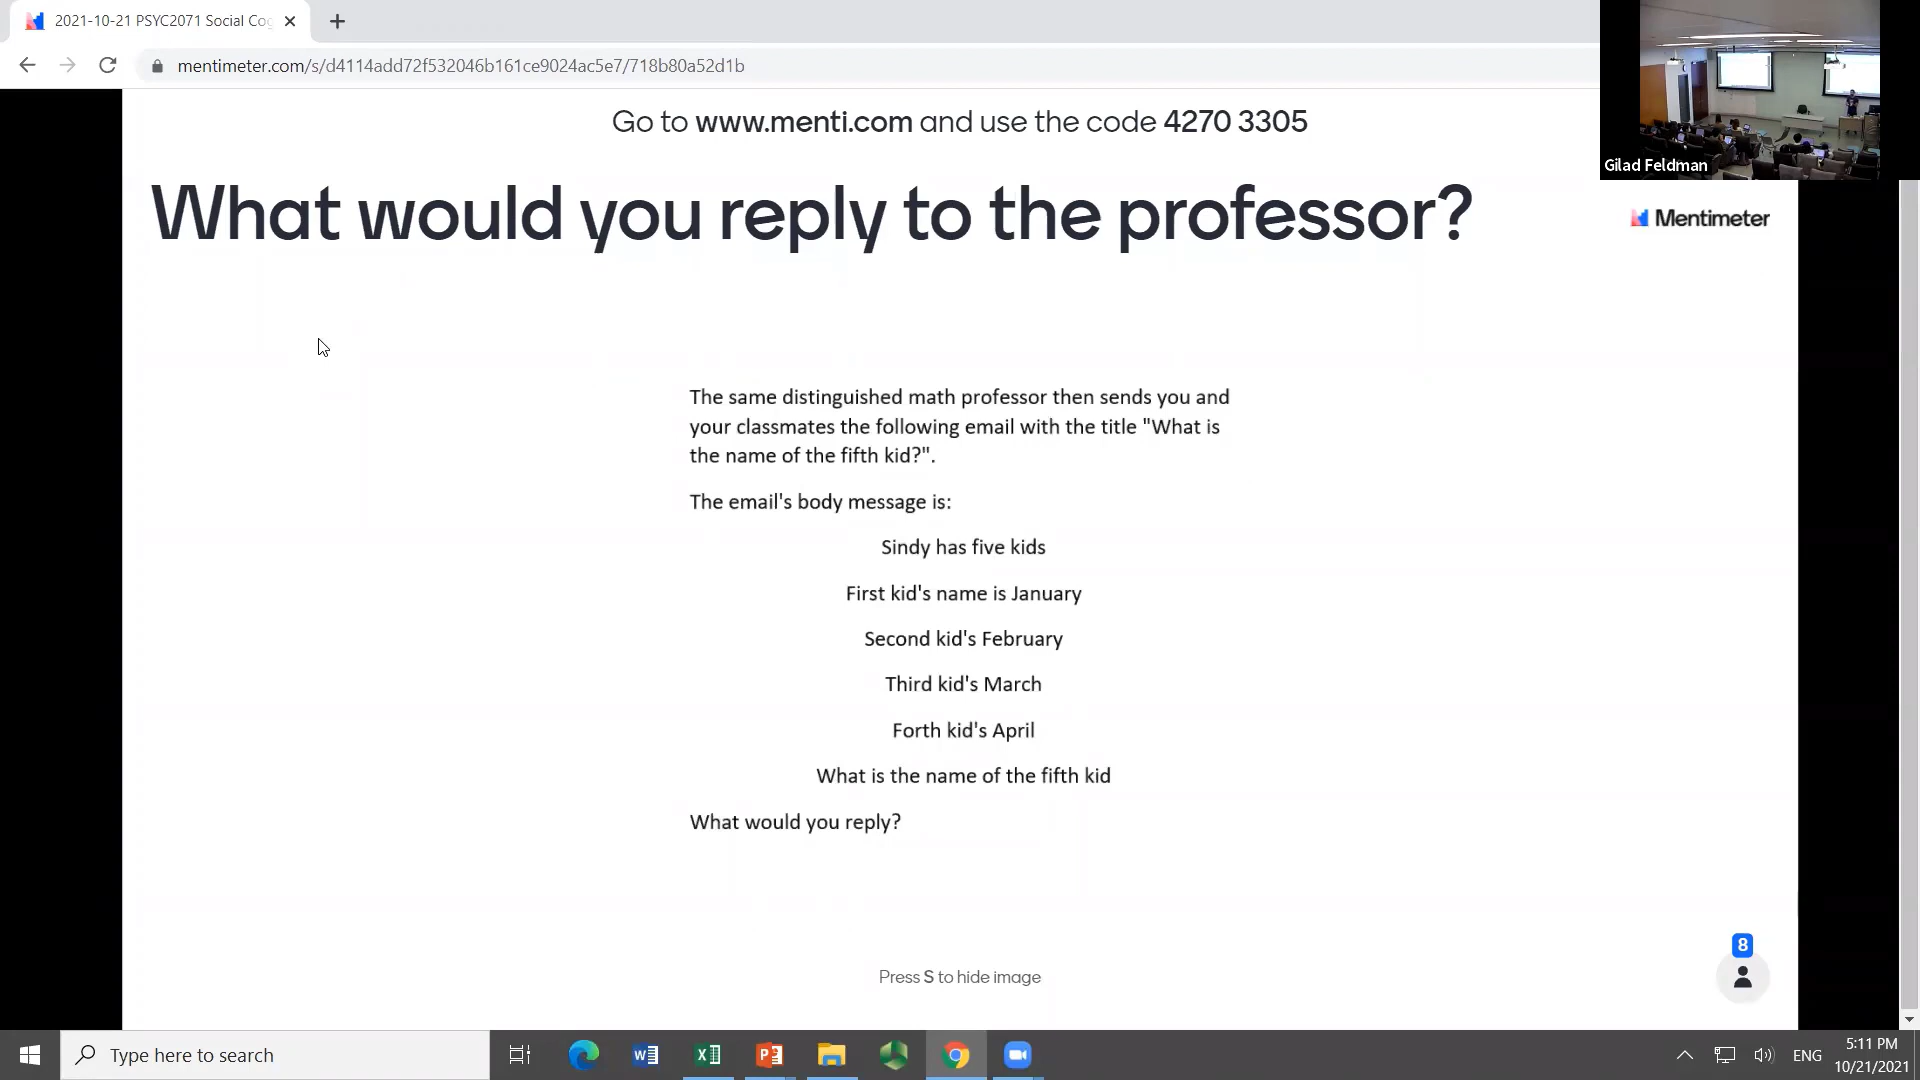 2021-10-21 PSYC2071 Social Cog
mentimeter.com/s/d4114add72f532046b161ce9024ac5e7/718b80a52d1b
Gilad Feldman
Go to www.menti.com and use the code 4270 3305
What would you reply to the professor?
Mentimeter
The same distinguished math professor then sends you and
your classmates the following email with the title "What is
the name of the fifth kid?".
The email's body message is:
Sindy has five kids
First kid's name is January
Second kid's February
Third kid's March
Forth kid's April
What is the name of the fifth kid
What would you reply?
8
Press S to hide image
Type here to search
ENG
5:11 PM
10/21/2021